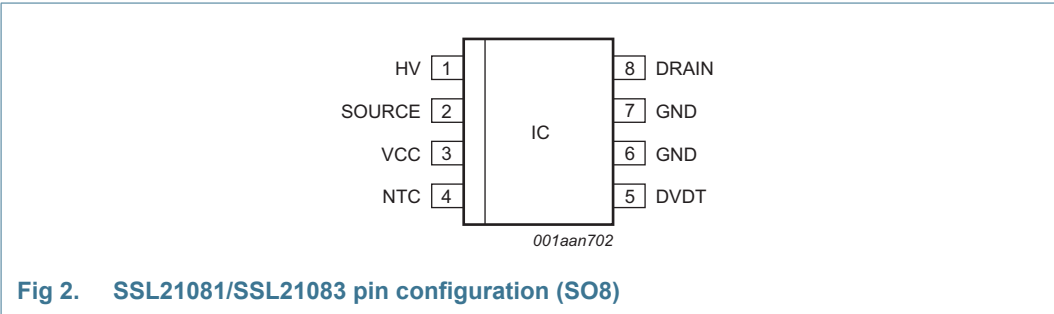 HV 1 8 DRAIN
SOURCE 2 7 GND
IC
VCC 3 6 GND
NTC 4 5 DVDT
001aan702
Fig 2. SSL21081/SSL21083 pin configuration (SO8)